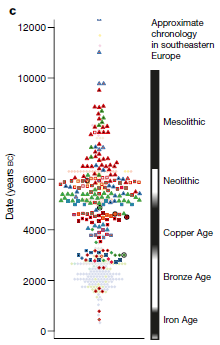 c
Approximate
chronology
in southeastern
Europe
12000
10000
8000
6000
4000
2000
0
Date (years BC)
Mesolithic
Neolithic
Copper Age
Bronze Age
Iron Age